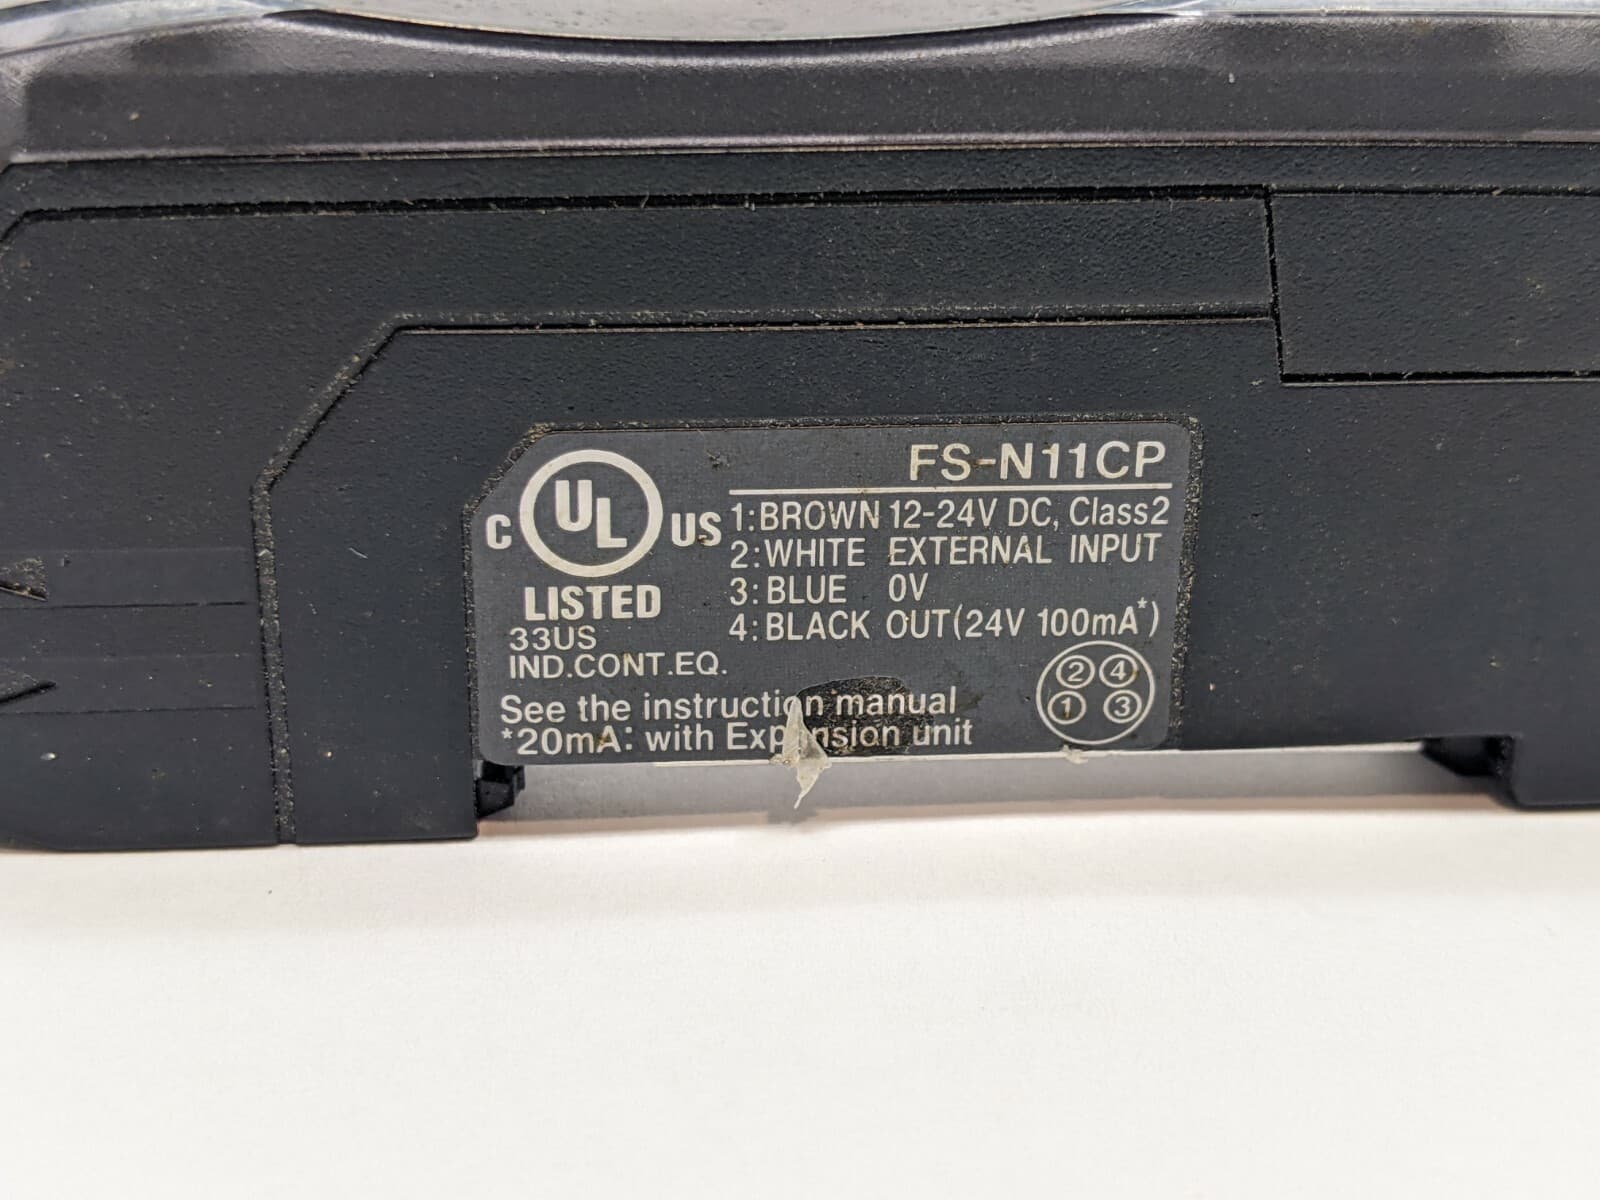 FS-N11CP
C UL US
LISTED
33US
IND.CONT.EQ.
1:BROWN 12-24V DC, Class2
2:WHITE EXTERNAL INPUT
3:BLUE 0V
4:BLACK OUT(24V 100mA*)
2 4
1 3
See the instruction manual
*20mA: with Expansion unit